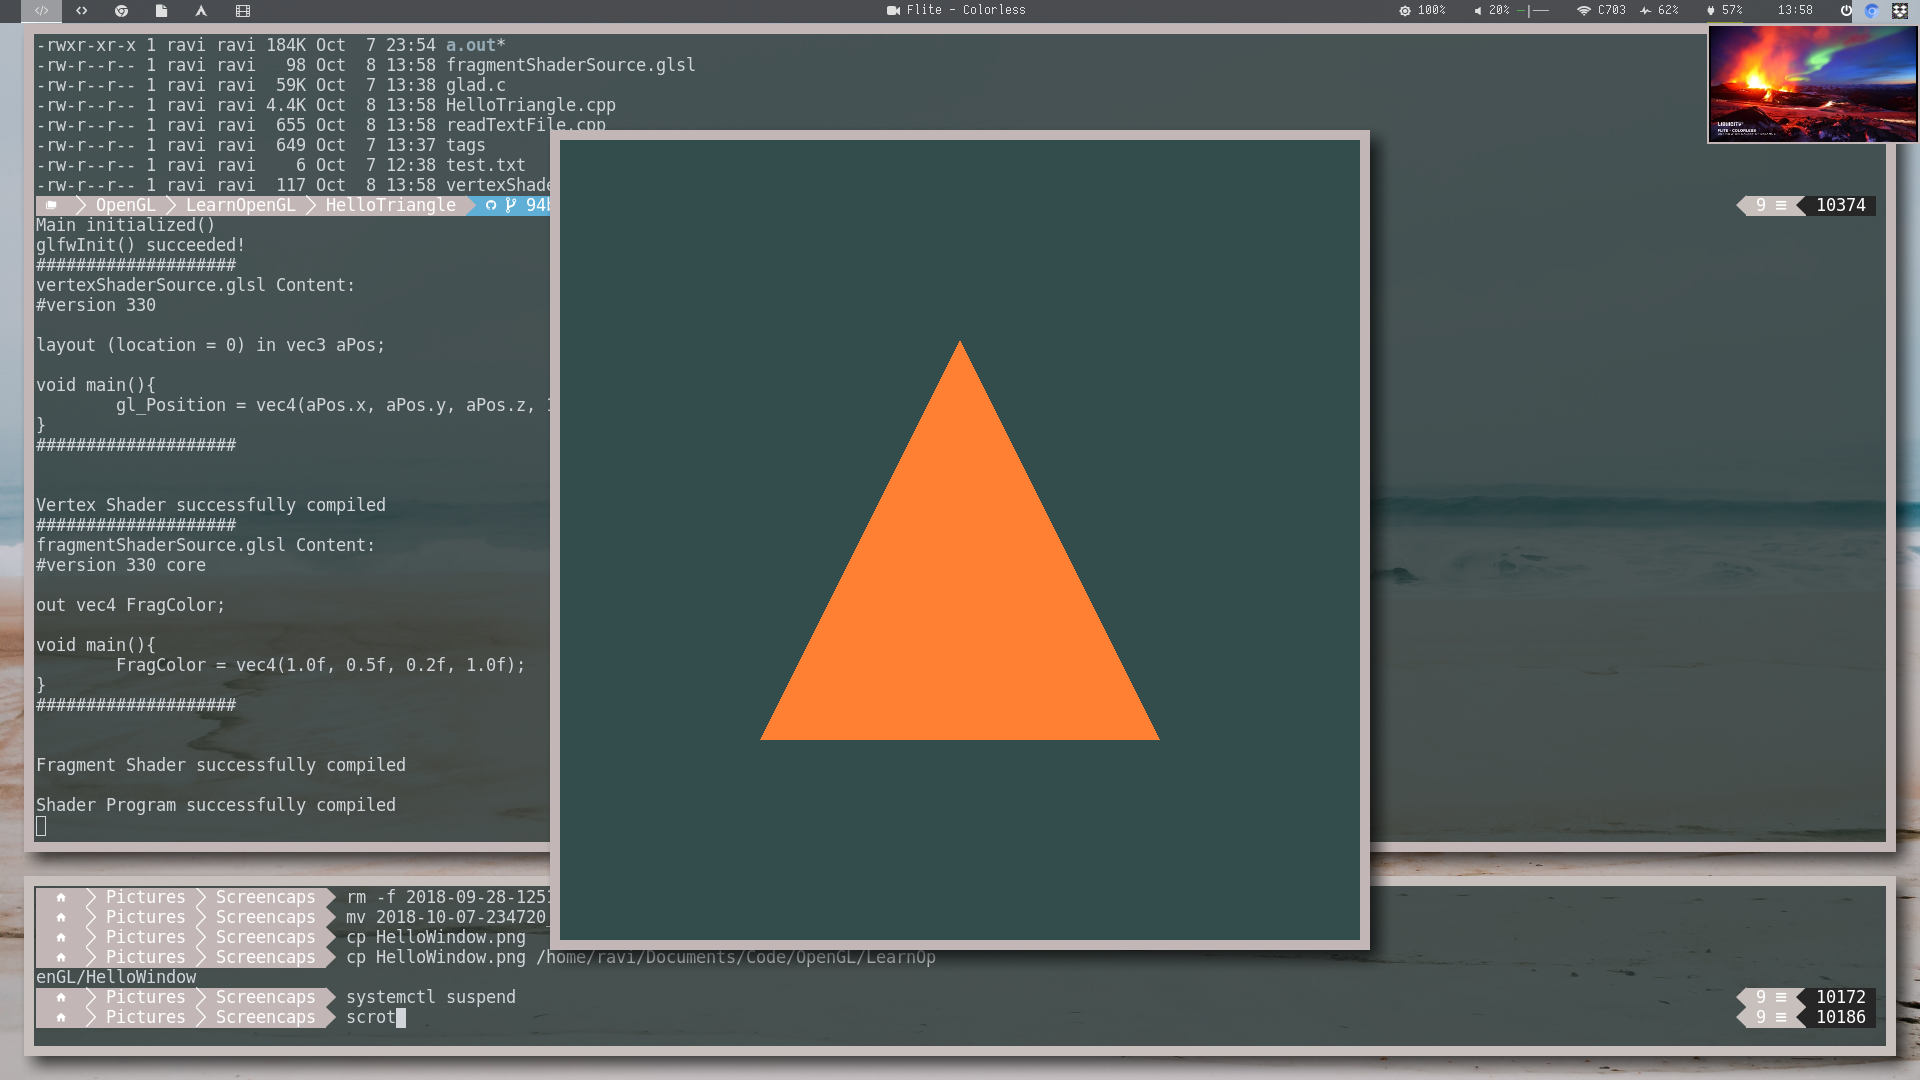 Flite - Colorless
100% 20% C703 62% 57% 13:58
-rwxr-xr-x 1 ravi ravi 184K Oct  7 23:54 a.out*
-rw-r--r-- 1 ravi ravi   98 Oct  8 13:58 fragmentShaderSource.glsl
-rw-r--r-- 1 ravi ravi  59K Oct  7 13:38 glad.c
-rw-r--r-- 1 ravi ravi 4.4K Oct  8 13:58 HelloTriangle.cpp
-rw-r--r-- 1 ravi ravi  655 Oct  8 13:58 readTextFile.cpp
-rw-r--r-- 1 ravi ravi  649 Oct  7 13:37 tags
-rw-r--r-- 1 ravi ravi    6 Oct  7 12:38 test.txt
-rw-r--r-- 1 ravi ravi  117 Oct  8 13:58 vertexShade
OpenGL LearnOpenGL HelloTriangle 94 9 10374
Main initialized()
glfwInit() succeeded!
####################
vertexShaderSource.glsl Content:
#version 330
layout (location = 0) in vec3 aPos;
void main(){
gl_Position = vec4(aPos.x, aPos.y, aPos.z,
}
####################
Vertex Shader successfully compiled
####################
fragmentShaderSource.glsl Content:
#version 330 core
out vec4 FragColor;
void main(){
FragColor = vec4(1.0f, 0.5f, 0.2f, 1.0f);
}
####################
Fragment Shader successfully compiled
Shader Program successfully compiled
Pictures Screencaps rm -f 2018-09-28-1251
Pictures Screencaps mv 2018-10-07-234720_
Pictures Screencaps cp HelloWindow.png
Pictures Screencaps cp HelloWindow.png /home/ravi/Documents/Code/OpenGL/LearnOp
enGL/HelloWindow
Pictures Screencaps systemctl suspend 9 10172
Pictures Screencaps scrot 9 10186